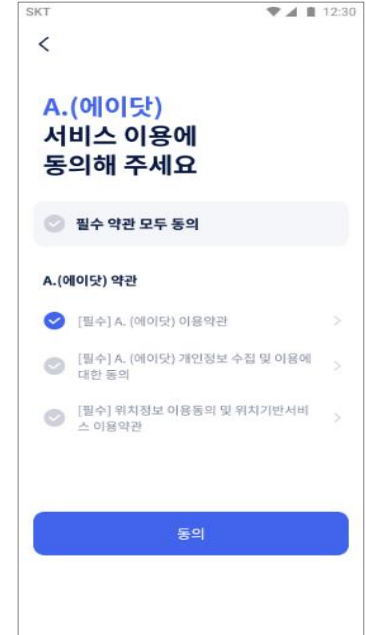 SKT 12:30
A.(에이닷)
서비스 이용에
동의해 주세요
필수 약관 모두 동의
A.(에이닷) 약관
[필수] A. (에이닷) 이용약관
[필수] A. (에이닷) 개인정보 수집 및 이용에
대한 동의
[필수] 위치정보 이용동의 및 위치기반서비
스 이용약관
동의